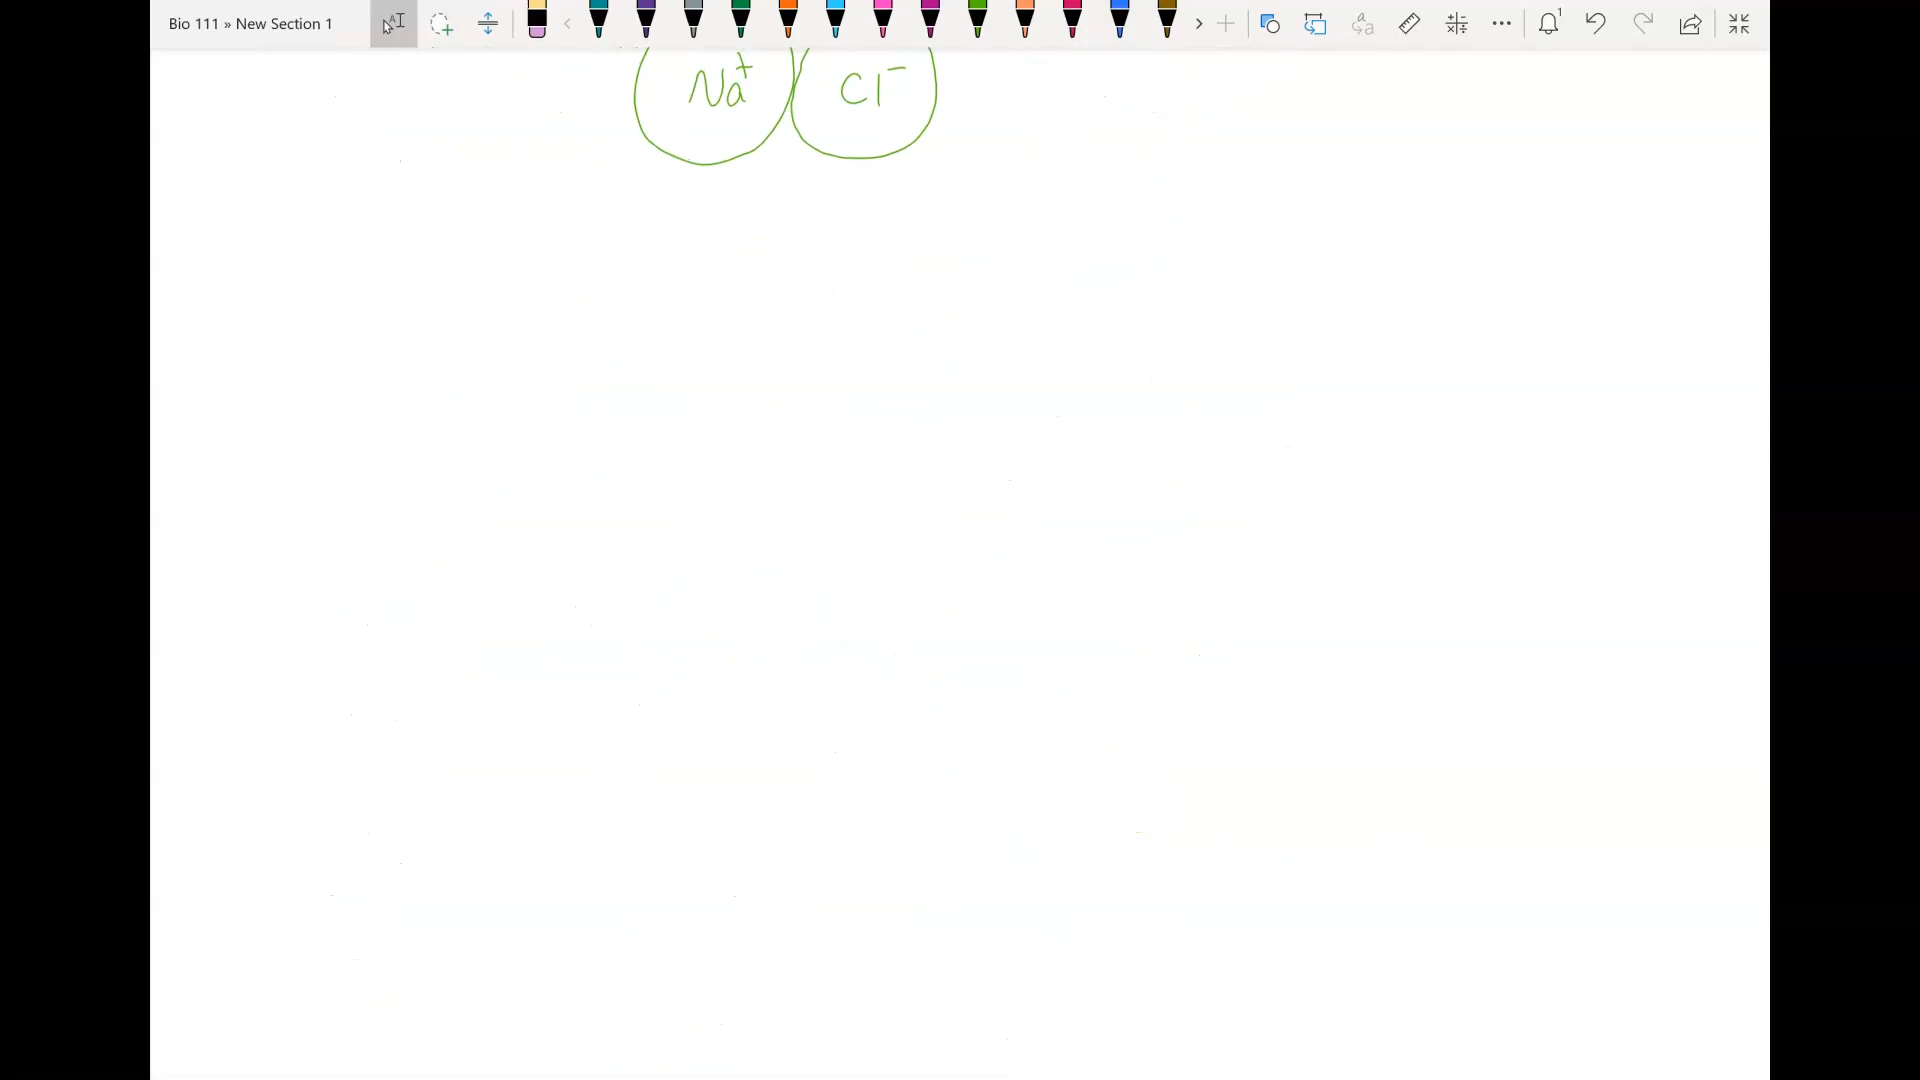 Bio 111 » New Section 1
Na⁺ Cl⁻